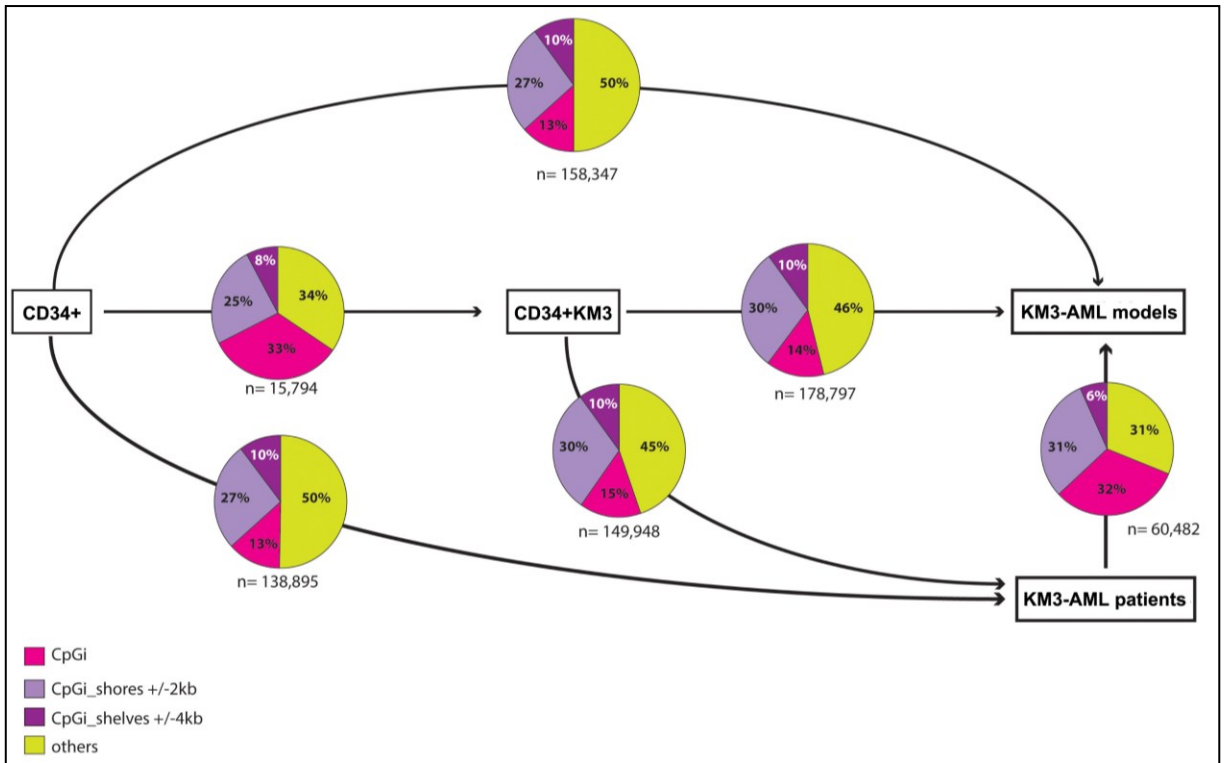 10%
27%
50%
13%
n= 158,347
8%
25%
34%
33%
n= 15,794
10%
30%
46%
14%
n= 178,797
CD34+
CD34+KM3
KM3-AML models
10%
30%
45%
15%
n= 149,948
6%
31%
31%
32%
n= 60,482
10%
27%
50%
13%
n= 138,895
KM3-AML patients
CpGi
CpGi_shores +/-2kb
CpGi_shelves +/-4kb
others